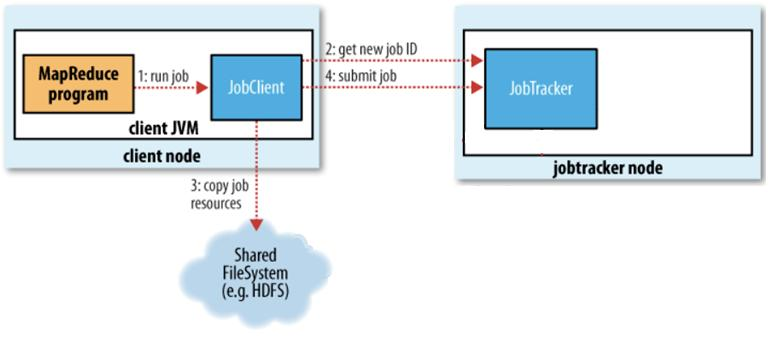 MapReduce
program
1: run job
JobClient
client JVM
client node
2: get new job ID
4: submit job
JobTracker
jobtracker node
3: copy job
resources
Shared
FileSystem
(e.g. HDFS)